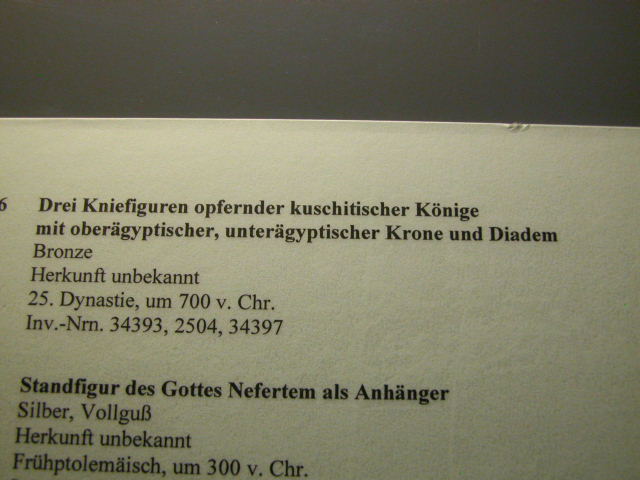 6 Drei Kniefiguren opfernder kuschitischer Könige
mit oberägyptischer, unterägyptischer Krone und Diadem
Bronze
Herkunft unbekannt
25. Dynastie, um 700 v. Chr.
Inv.-Nrn. 34393, 2504, 34397
Standfigur des Gottes Nefertem als Anhänger
Silber, Vollguß
Herkunft unbekannt
Frühptolemäisch, um 300 v. Chr.